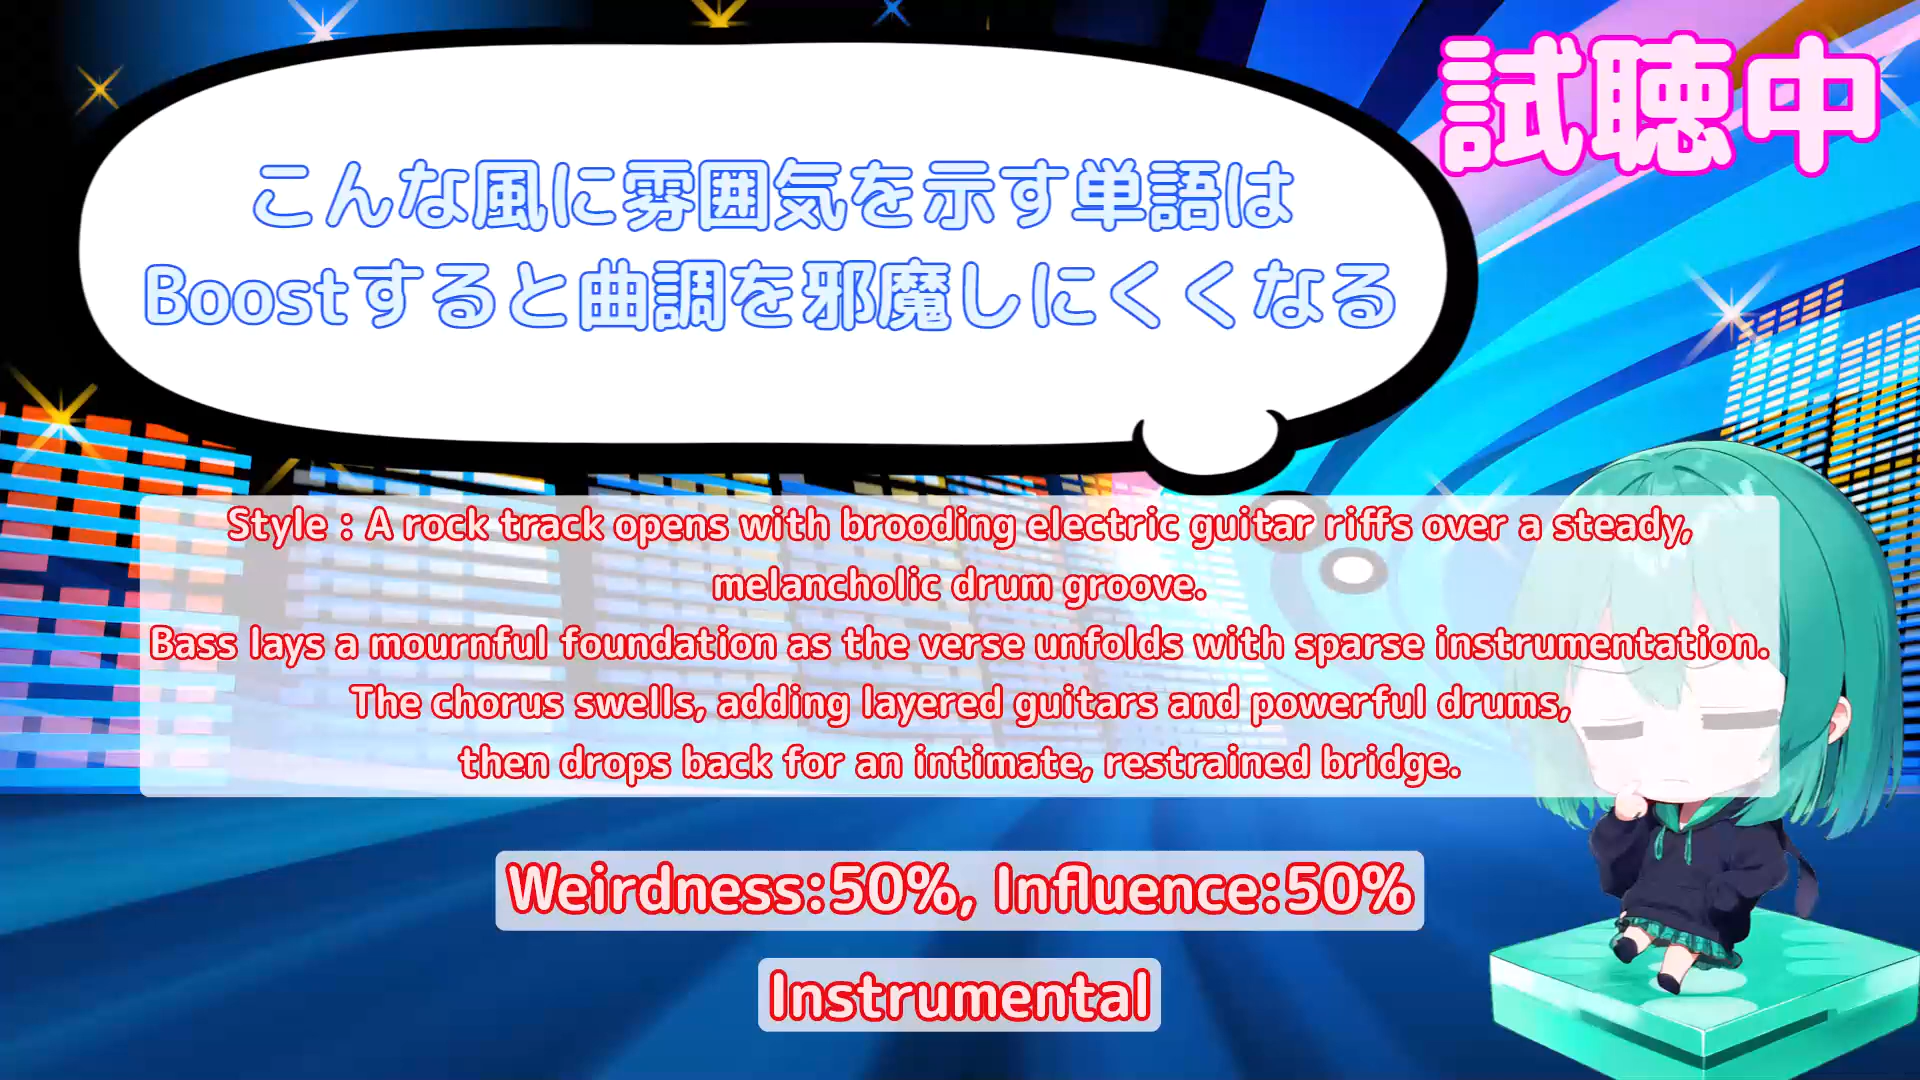 試聴中
こんな風に雰囲気を示す単語は
Boostすると曲調を邪魔しにくくなる
Style : A rock track opens with brooding electric guitar riffs over a steady,
melancholic drum groove.
Bass lays a mournful foundation as the verse unfolds with sparse instrumentation.
The chorus swells, adding layered guitars and powerful drums,
then drops back for an intimate, restrained bridge.
Weirdness:50%, Influence:50%
Instrumental